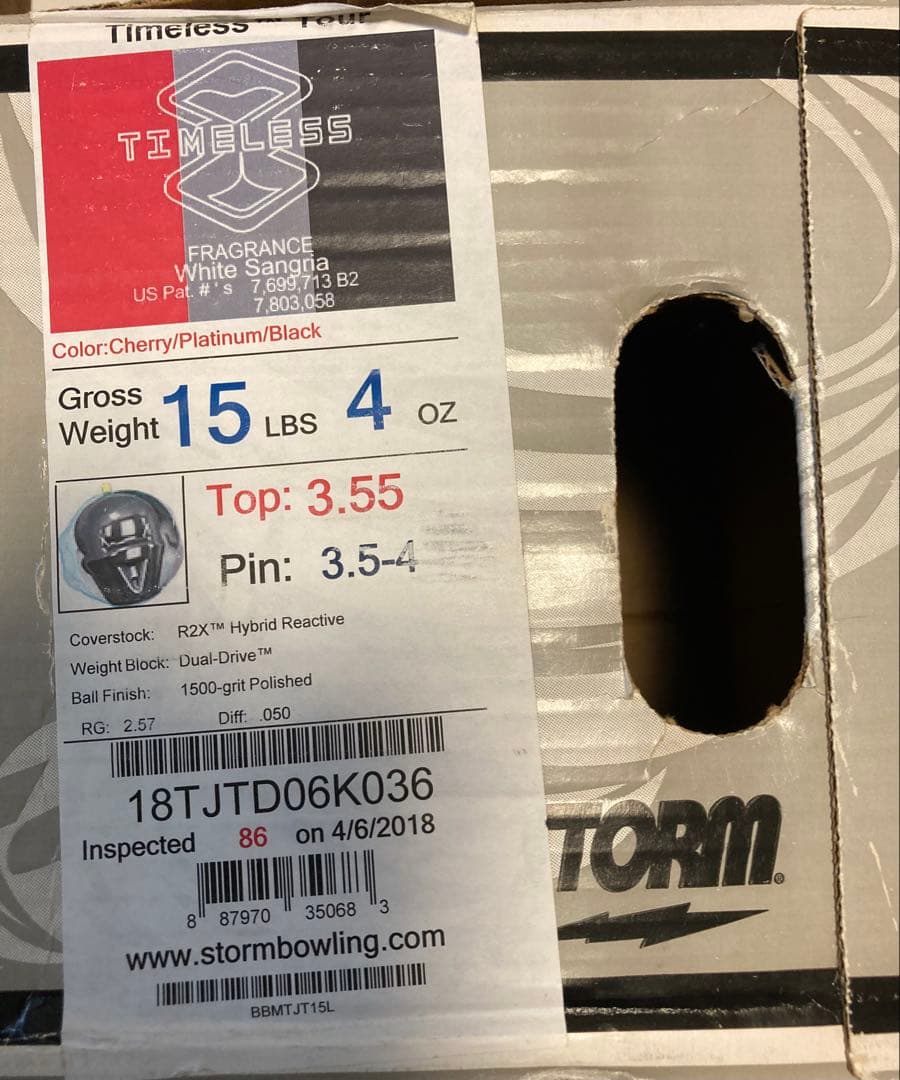 Timeless™ Tour
TIMELESS
FRAGRANCE
White Sangria
US Pat. #'s 7,699,713 B2
7,803,058
Color:Cherry/Platinum/Black
Gross Weight 15 LBS 4 OZ
Top: 3.55
Pin: 3.5-4
Coverstock: R2X™ Hybrid Reactive
Weight Block: Dual-Drive™
Ball Finish: 1500-grit Polished
RG: 2.57 Diff: .050
18TJTD06K036
Inspected 86 on 4/6/2018
8 87970 35068 3
www.stormbowling.com
BBMTJT15L
TORM®